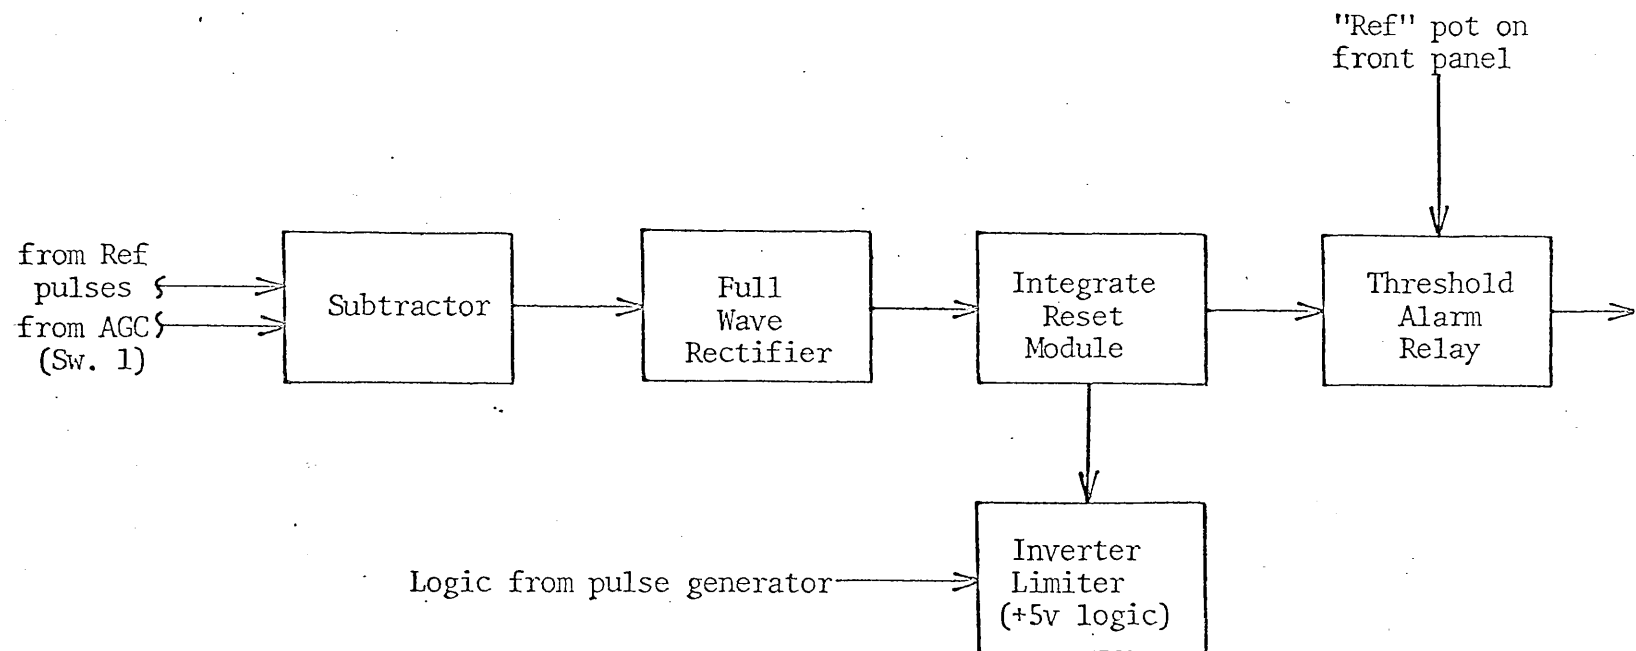 "Ref" pot on
front panel
from Ref
pulses
from AGC
(Sw. 1)
Subtractor
Full
Wave
Rectifier
Integrate
Reset
Module
Threshold
Alarm
Relay
Logic from pulse generator
Inverter
Limiter
(+5v logic)